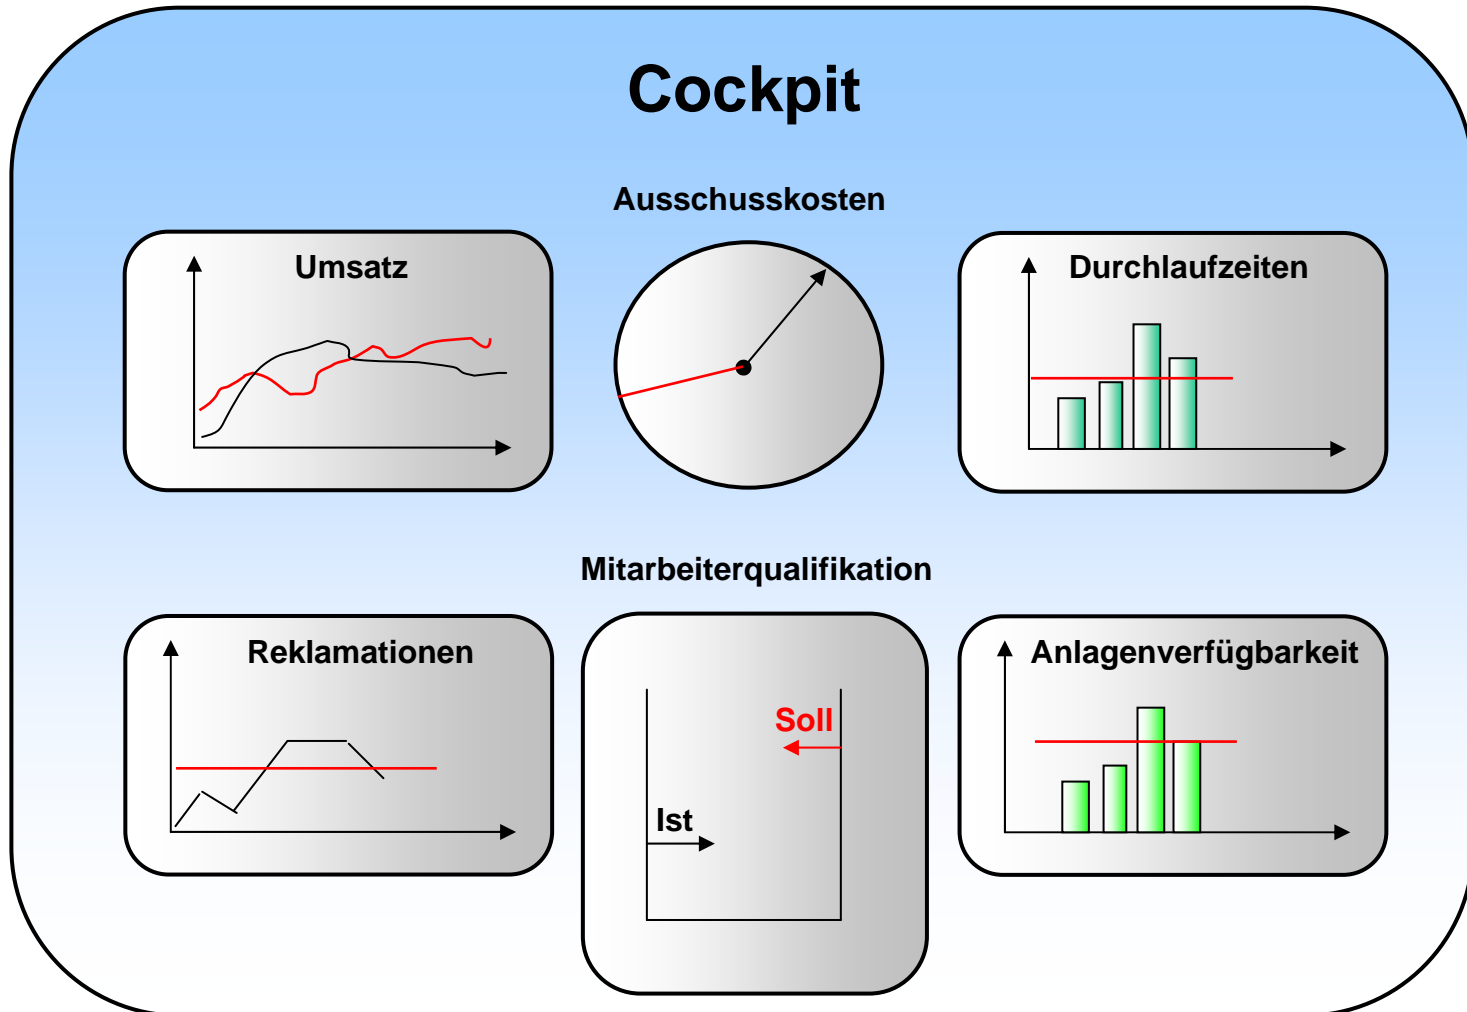 Cockpit
Ausschusskosten
Umsatz
Durchlaufzeiten
Mitarbeiterqualifikation
Reklamationen
Anlagenverfügbarkeit
Soll
Ist